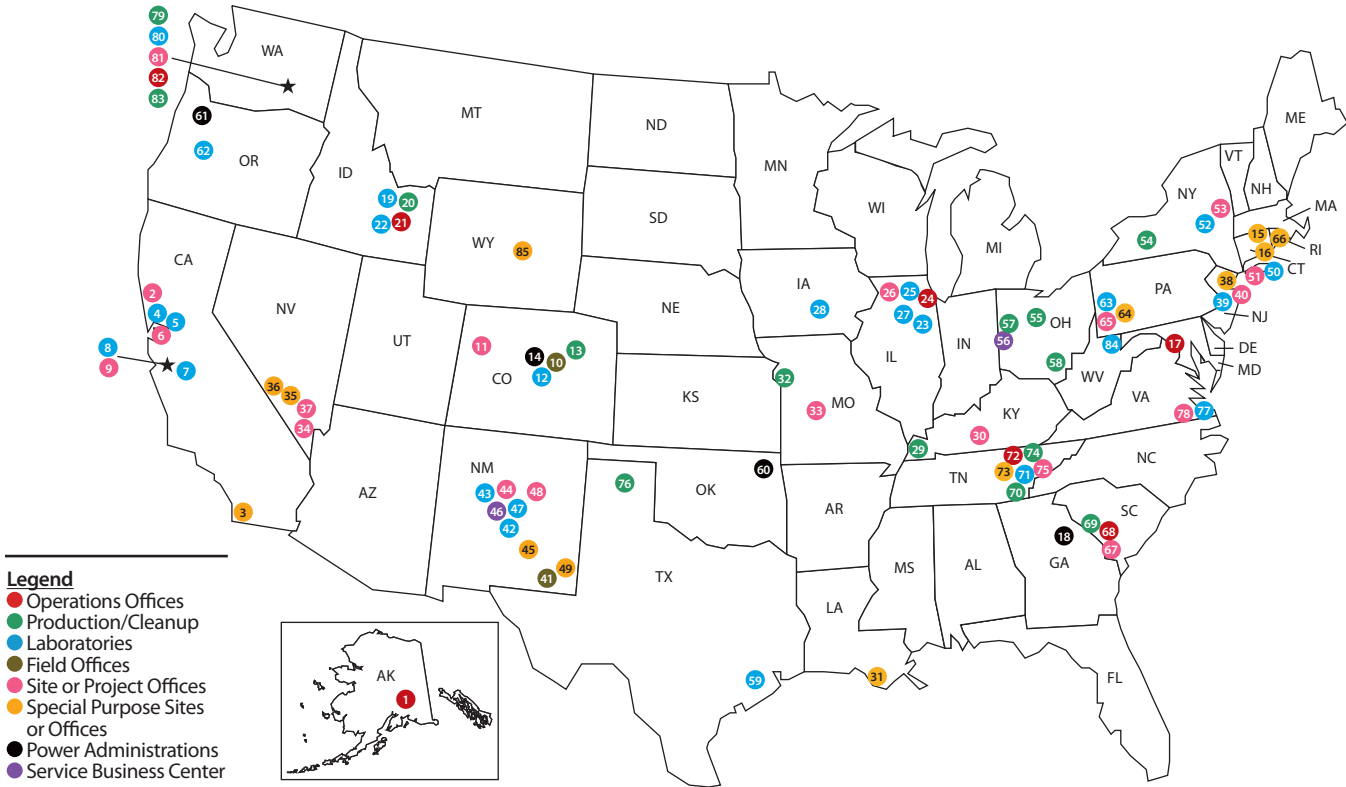 79
80
81
82
83
WA
61
62
OR
MT
ID
19
20
22
21
ND
SD
MN
WI
MI
WY
85
NE
IA
28
ME
VT
NH
NY
53
52
54
MA
15
66
RI
16
CT
50
51
38
40
39
NJ
PA
63
64
65
84
17
DE
MD
CA
2
4
5
6
8
9
7
3
NV
36
35
37
34
UT
11
14
10
13
CO
12
KS
32
33
MO
26
25
24
27
23
IL
IN
57
55
OH
56
58
WV
VA
78
77
KY
30
29
72
74
73
71
75
TN
70
NC
SC
69
68
67
18
GA
AZ
NM
43
44
48
46
47
42
45
49
41
76
OK
60
AR
TX
59
LA
31
MS
AL
FL
AK
1
Legend
Operations Offices
Production/Cleanup
Laboratories
Field Offices
Site or Project Offices
Special Purpose Sites
or Offices
Power Administrations
Service Business Center